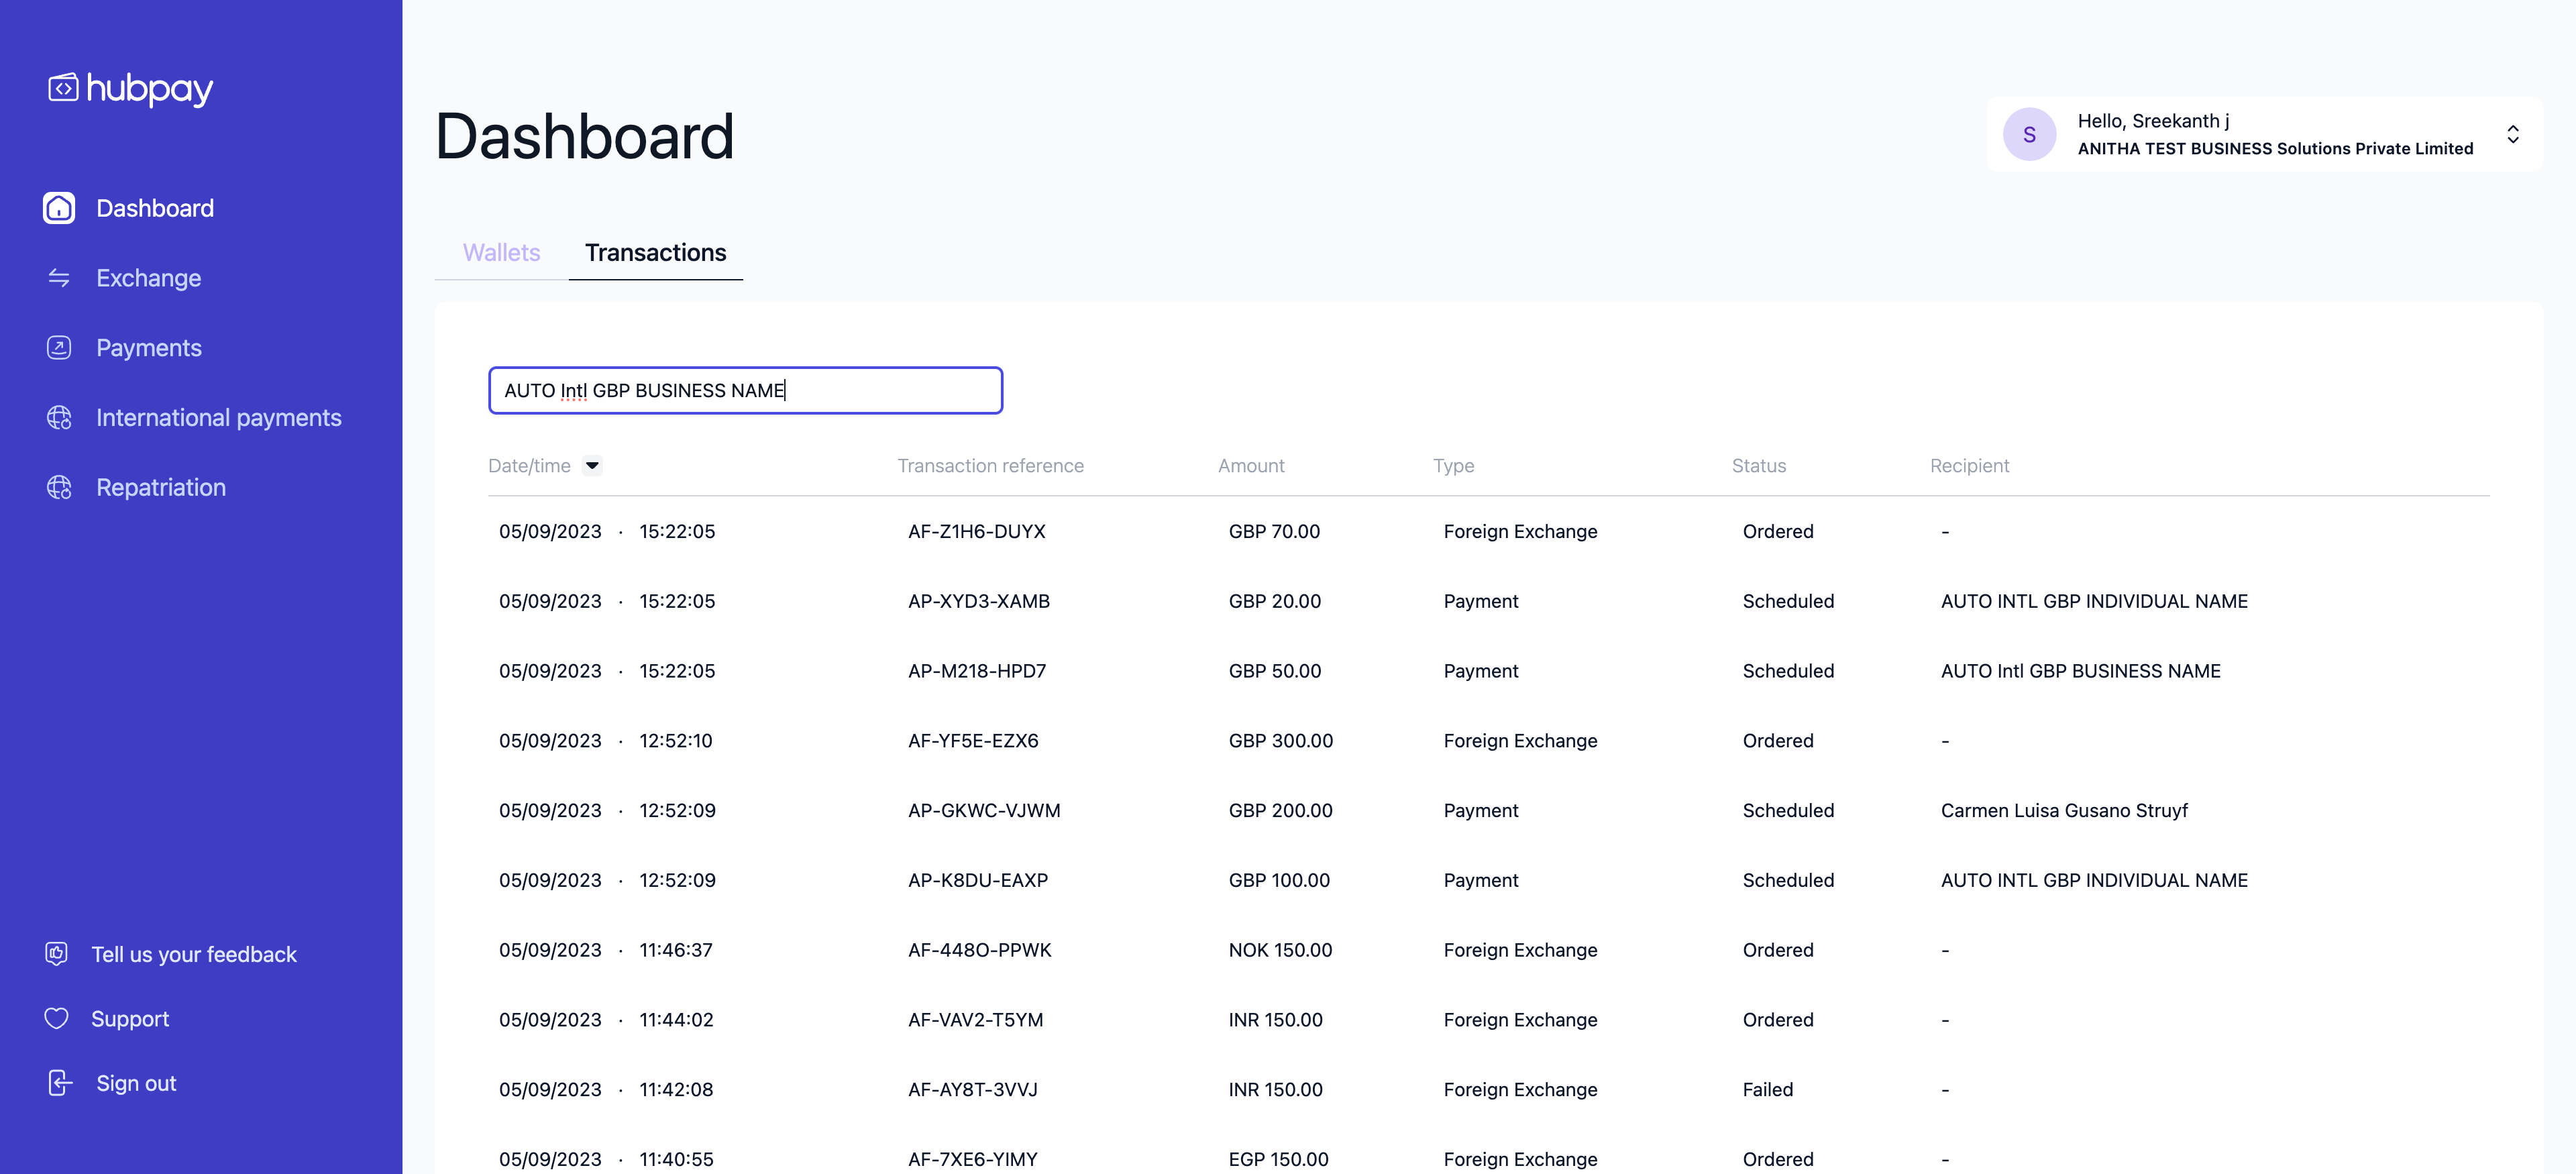 hubpay
Dashboard
Exchange
Payments
International payments
Repatriation
Tell us your feedback
Support
Sign out
Dashboard
S
Hello, Sreekanth j
ANITHA TEST BUSINESS Solutions Private Limited
Wallets Transactions
AUTO Intl GBP BUSINESS NAME
Date/time Transaction reference Amount Type Status Recipient
05/09/2023 · 15:22:05 AF-Z1H6-DUYX GBP 70.00 Foreign Exchange Ordered -
05/09/2023 · 15:22:05 AP-XYD3-XAMB GBP 20.00 Payment Scheduled AUTO INTL GBP INDIVIDUAL NAME
05/09/2023 · 15:22:05 AP-M218-HPD7 GBP 50.00 Payment Scheduled AUTO Intl GBP BUSINESS NAME
05/09/2023 · 12:52:10 AF-YF5E-EZX6 GBP 300.00 Foreign Exchange Ordered -
05/09/2023 · 12:52:09 AP-GKWC-VJWM GBP 200.00 Payment Scheduled Carmen Luisa Gusano Struyf
05/09/2023 · 12:52:09 AP-K8DU-EAXP GBP 100.00 Payment Scheduled AUTO INTL GBP INDIVIDUAL NAME
05/09/2023 · 11:46:37 AF-448O-PPWK NOK 150.00 Foreign Exchange Ordered -
05/09/2023 · 11:44:02 AF-VAV2-T5YM INR 150.00 Foreign Exchange Ordered -
05/09/2023 · 11:42:08 AF-AY8T-3VVJ INR 150.00 Foreign Exchange Failed -
05/09/2023 · 11:40:55 AF-7XE6-YIMY EGP 150.00 Foreign Exchange Ordered -